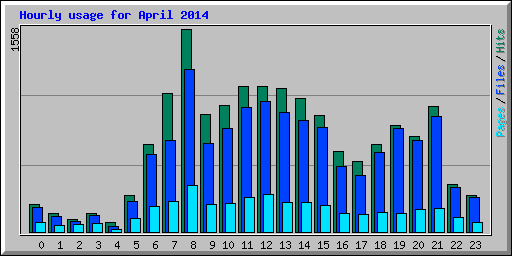 Hourly usage for April 2014
1558
Pages/Files/Hits
0 1 2 3 4 5 6 7 8 9 10 11 12 13 14 15 16 17 18 19 20 21 22 23